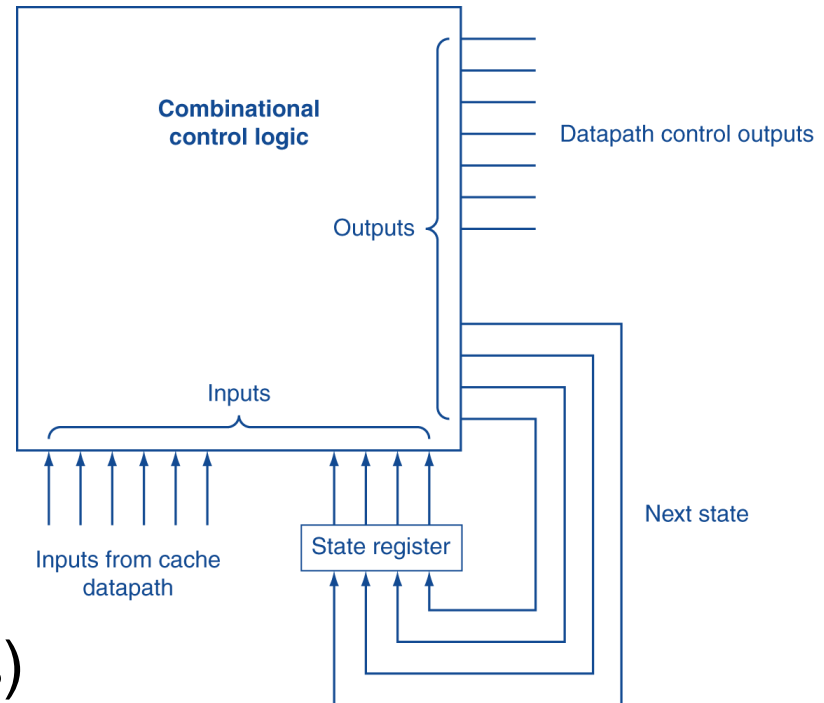 Combinational
control logic
Datapath control outputs
Outputs
Inputs
Next state
State register
Inputs from cache
datapath
)